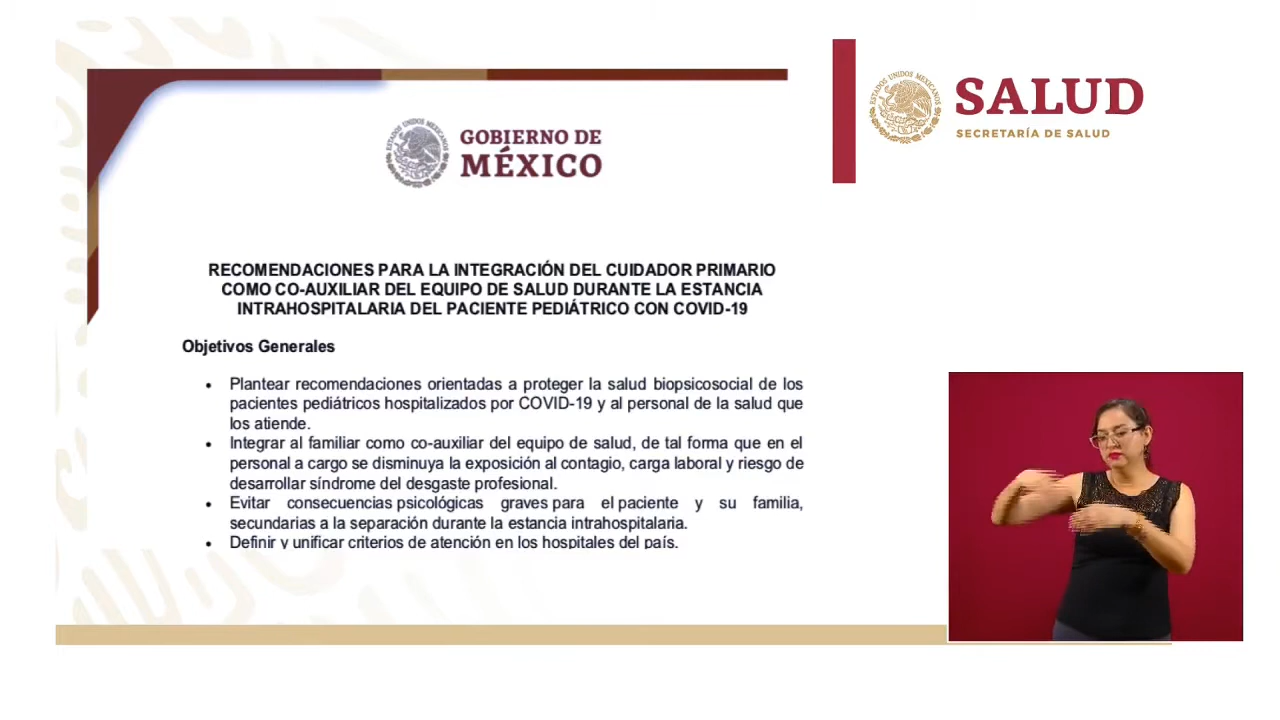 ESTADOS UNIDOS MEXICANOS
GOBIERNO DE
MÉXICO
ESTADOS UNIDOS MEXICANOS
SALUD
SECRETARÍA DE SALUD
RECOMENDACIONES PARA LA INTEGRACIÓN DEL CUIDADOR PRIMARIO
COMO CO-AUXILIAR DEL EQUIPO DE SALUD DURANTE LA ESTANCIA
INTRAHOSPITALARIA DEL PACIENTE PEDIÁTRICO CON COVID-19
Objetivos Generales
• Plantear recomendaciones orientadas a proteger la salud biopsicosocial de los
pacientes pediátricos hospitalizados por COVID-19 y al personal de la salud que
los atiende.
• Integrar al familiar como co-auxiliar del equipo de salud, de tal forma que en el
personal a cargo se disminuya la exposición al contagio, carga laboral y riesgo de
desarrollar síndrome del desgaste profesional.
• Evitar consecuencias psicológicas graves para el paciente y su familia,
secundarias a la separación durante la estancia intrahospitalaria.
• Definir y unificar criterios de atención en los hospitales del país.